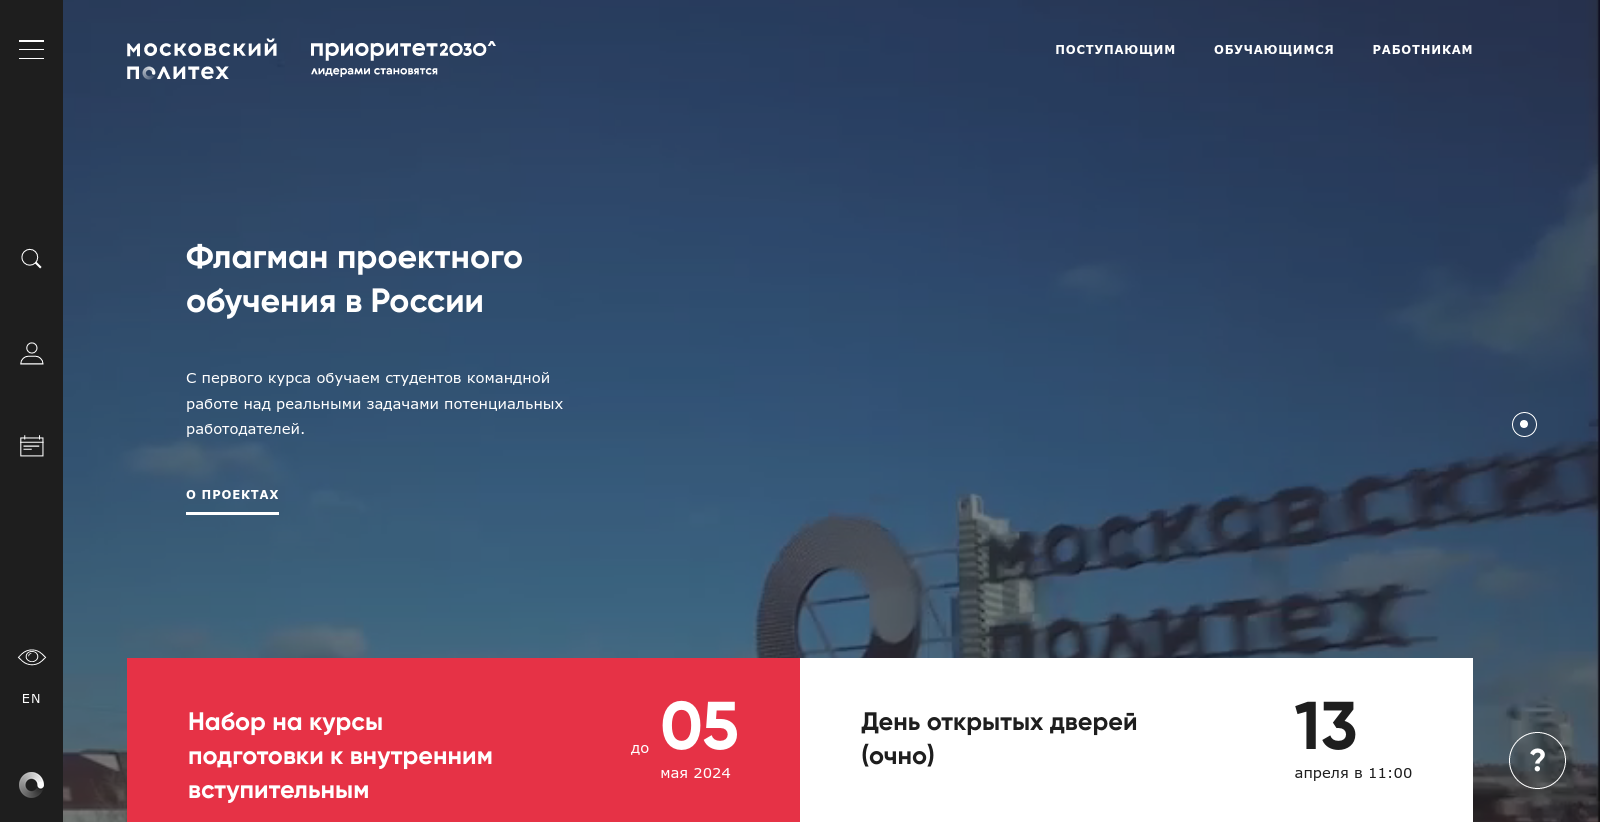 московский
политех
приоритет2030^
лидерами становятся
ПОСТУПАЮЩИМ
ОБУЧАЮЩИМСЯ
РАБОТНИКАМ
Флагман проектного
обучения в России
С первого курса обучаем студентов командной
работе над реальными задачами потенциальных
работодателей.
О ПРОЕКТАХ
МОСКОВСКИ
ПОЛИТЕХ
EN
Набор на курсы
подготовки к внутренним
вступительным
до
05
мая 2024
День открытых дверей
(очно)
13
апреля в 11:00
?